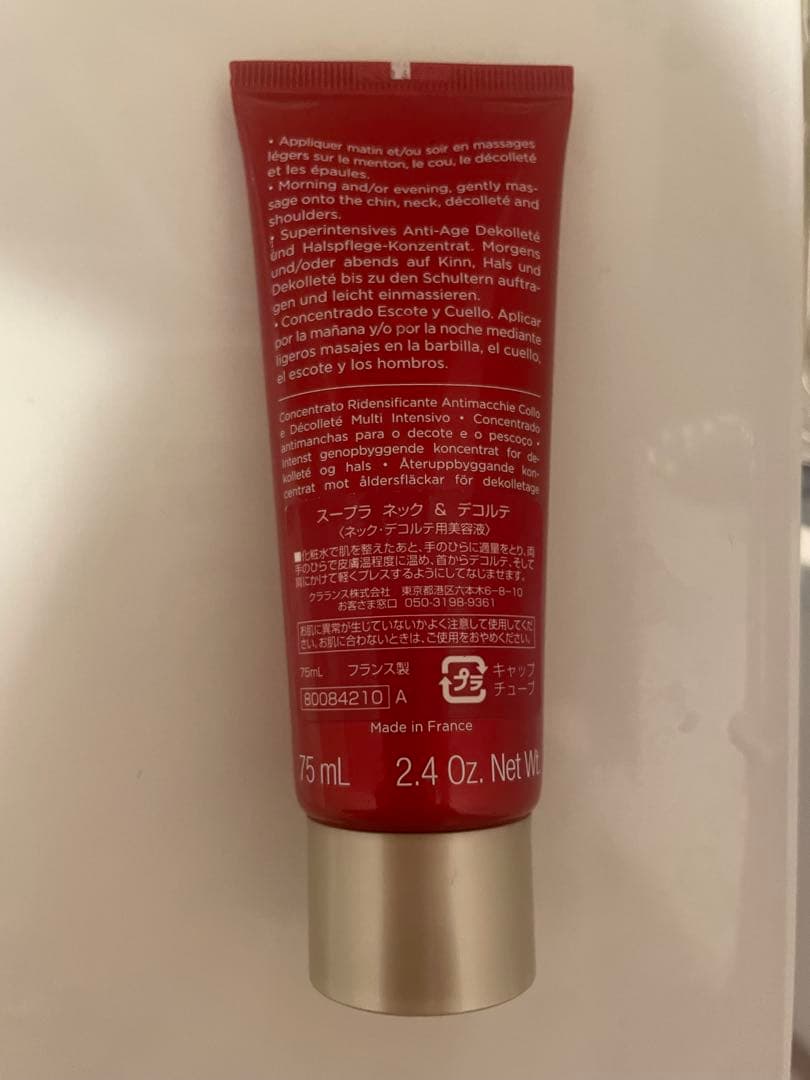 • Appliquer matin et/ou soir en massages
légers sur le menton, le cou, le décolleté
et les épaules.
• Morning and/or evening, gently mas-
sage onto the chin, neck, décolleté and
shoulders.
• Superintensives Anti-Age Dekolleté
und Halspflege-Konzentrat. Morgens
und/oder abends auf Kinn, Hals und
Dekolleté bis zu den Schultern auftra-
gen und leicht einmassieren.
• Concentrado Escote y Cuello. Aplicar
por la mañana y/o por la noche mediante
ligeros masajes en la barbilla, el cuello,
el escote y los hombros.
Concentrato Ridensificante Antimacchie Collo
e Décolleté Multi Intensivo • Concentrado
antimanchas para o decote e o pescoço •
Intenst genopbyggende koncentrat for de-
kolleté og hals • Återuppbyggande kon-
centrat mot åldersfläckar för dekolletage
スープラ ネック & デコルテ
〈ネック・デコルテ用美容液〉
■化粧水で肌を整えたあと、手のひらに適量をとり、両
手のひらで皮膚温程度に温め、首からデコルテ、そして
肩にかけて軽くプレスするようにしてなじませます。
クラランス株式会社 東京都港区六本木6-8-10
お客さま窓口 050-3198-9361
お肌に異常が生じていないかよく注意して使用してくだ
さい。お肌に合わないときは、ご使用をおやめください。
75mL フランス製
80084210 A
プラ
キャップ
チューブ
Made in France
75 mL 2.4 Oz. Net Wt.